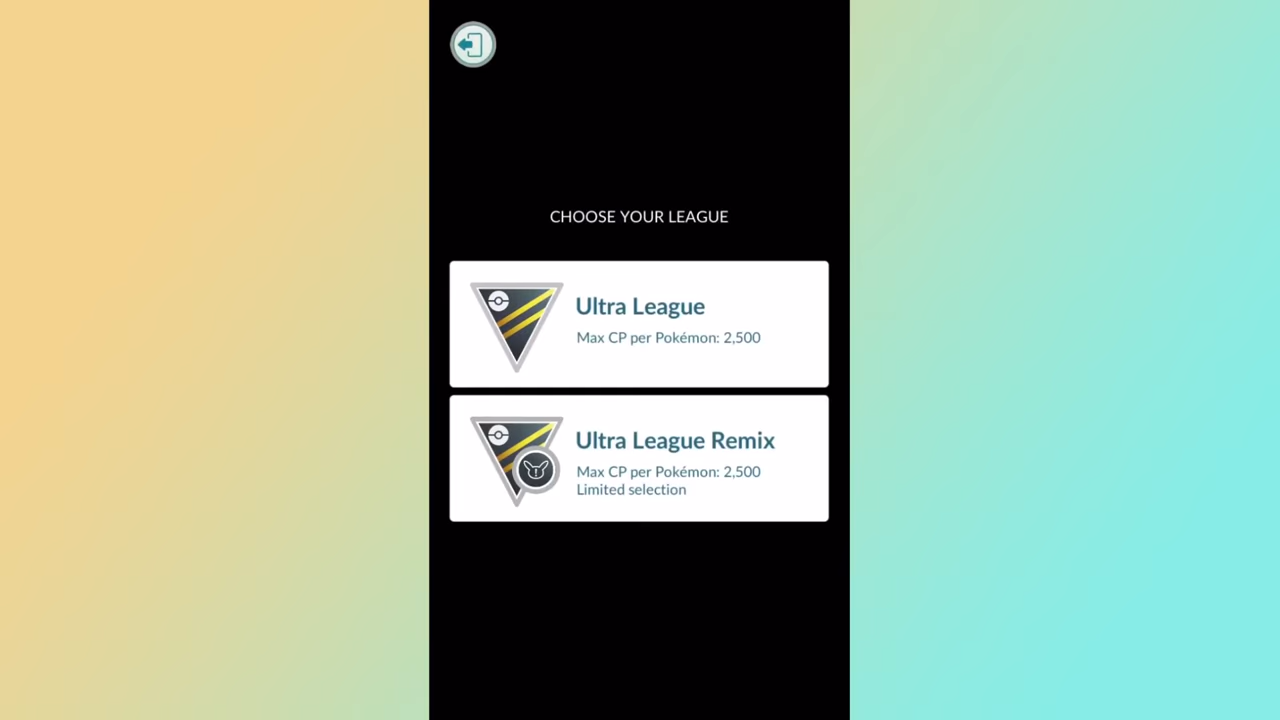 CHOOSE YOUR LEAGUE
Ultra League
Max CP per Pokémon: 2,500
Ultra League Remix
Max CP per Pokémon: 2,500
Limited selection